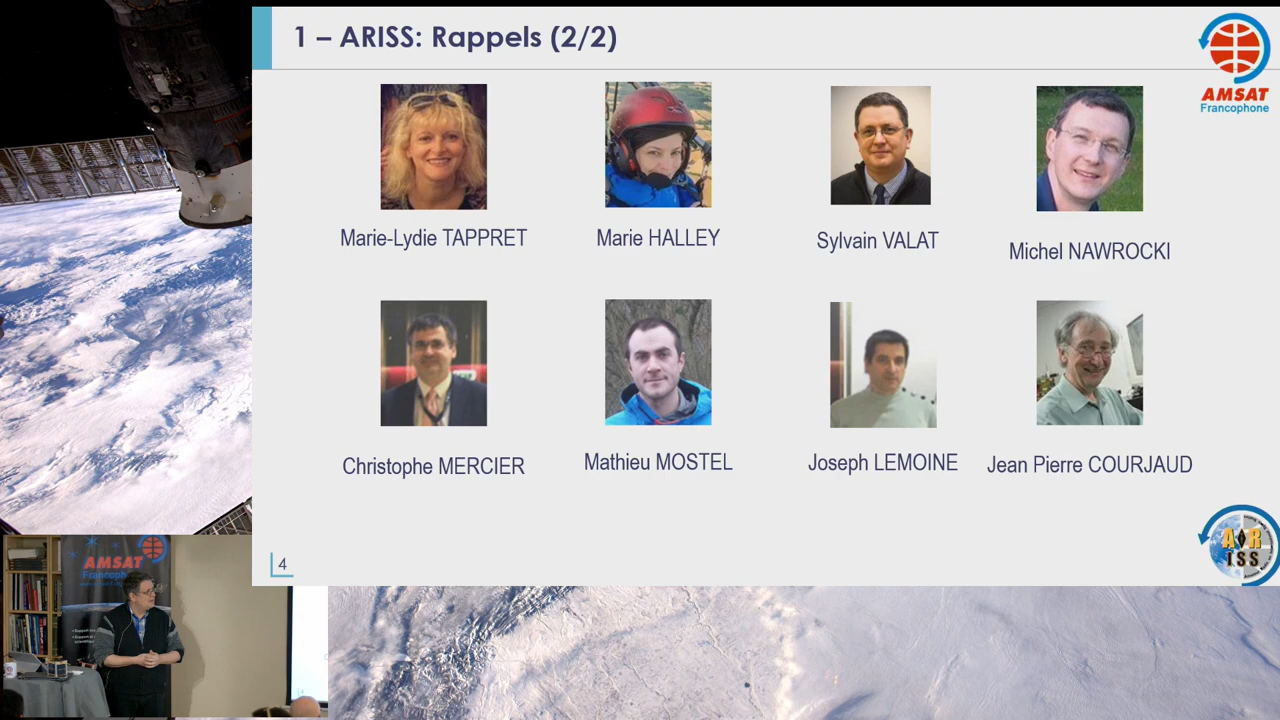 1 – ARISS: Rappels (2/2)
AMSAT
Francophone
Marie-Lydie TAPPRET
Marie HALLEY
Sylvain VALAT
Michel NAWROCKI
Christophe MERCIER
Mathieu MOSTEL
Joseph LEMOINE
Jean Pierre COURJAUD
4
ARISS
AMSAT
Francophone